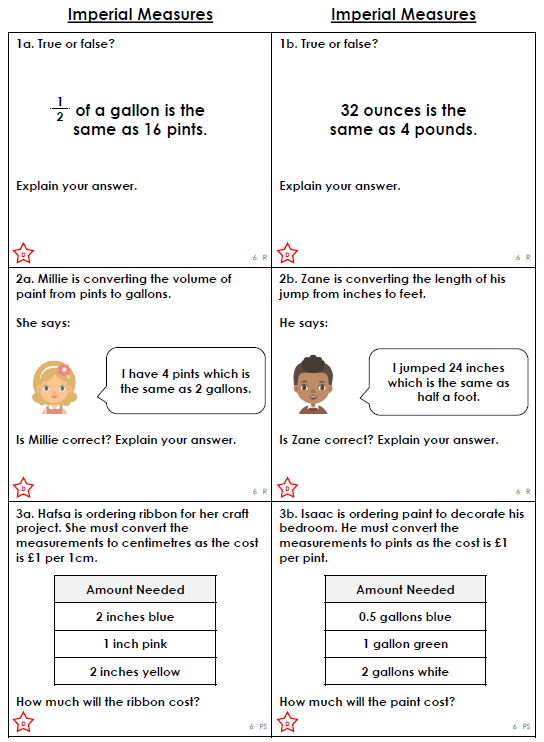 Imperial Measures
Imperial Measures
1a. True or false?
1/2 of a gallon is the
same as 16 pints.
Explain your answer.
D
6 R
1b. True or false?
32 ounces is the
same as 4 pounds.
Explain your answer.
D
6 R
2a. Millie is converting the volume of
paint from pints to gallons.
She says:
I have 4 pints which is
the same as 2 gallons.
Is Millie correct? Explain your answer.
D
6 R
2b. Zane is converting the length of his
jump from inches to feet.
He says:
I jumped 24 inches
which is the same as
half a foot.
Is Zane correct? Explain your answer.
D
6 R
3a. Hafsa is ordering ribbon for her craft
project. She must convert the
measurements to centimetres as the cost
is £1 per 1cm.
Amount Needed
2 inches blue
1 inch pink
2 inches yellow
How much will the ribbon cost?
D
6 PS
3b. Isaac is ordering paint to decorate his
bedroom. He must convert the
measurements to pints as the cost is £1
per pint.
Amount Needed
0.5 gallons blue
1 gallon green
2 gallons white
How much will the paint cost?
D
6 PS